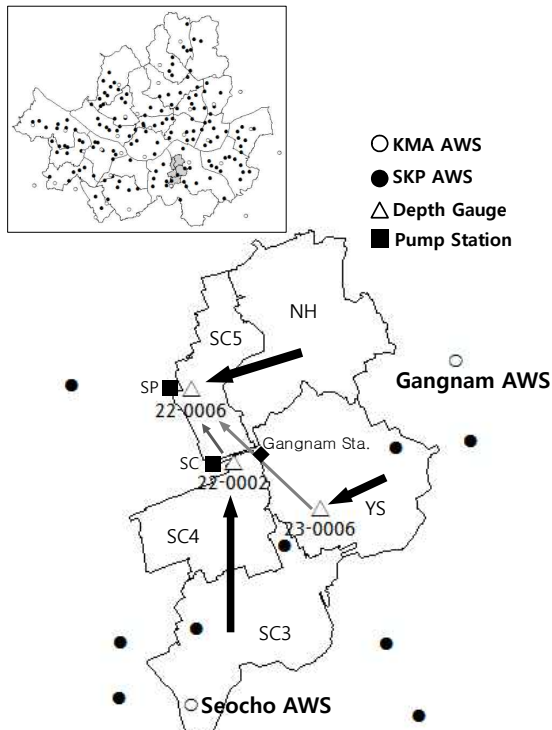 KMA AWS
SKP AWS
Depth Gauge
Pump Station
NH
SC5
Gangnam AWS
SP
22-0006
Gangnam Sta.
SC
22-0002
23-0006
YS
SC4
SC3
Seocho AWS